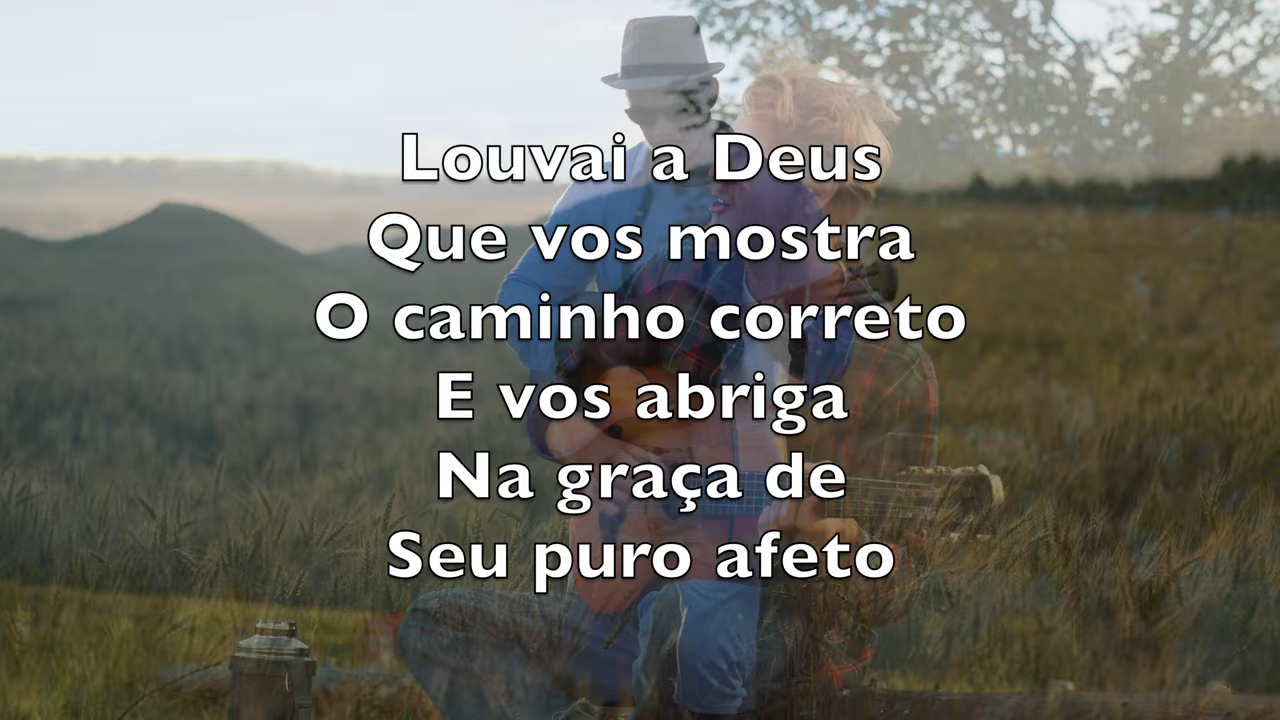 Louvai a Deus
Que vos mostra
O caminho correto
E vos abriga
Na graça de
Seu puro afeto